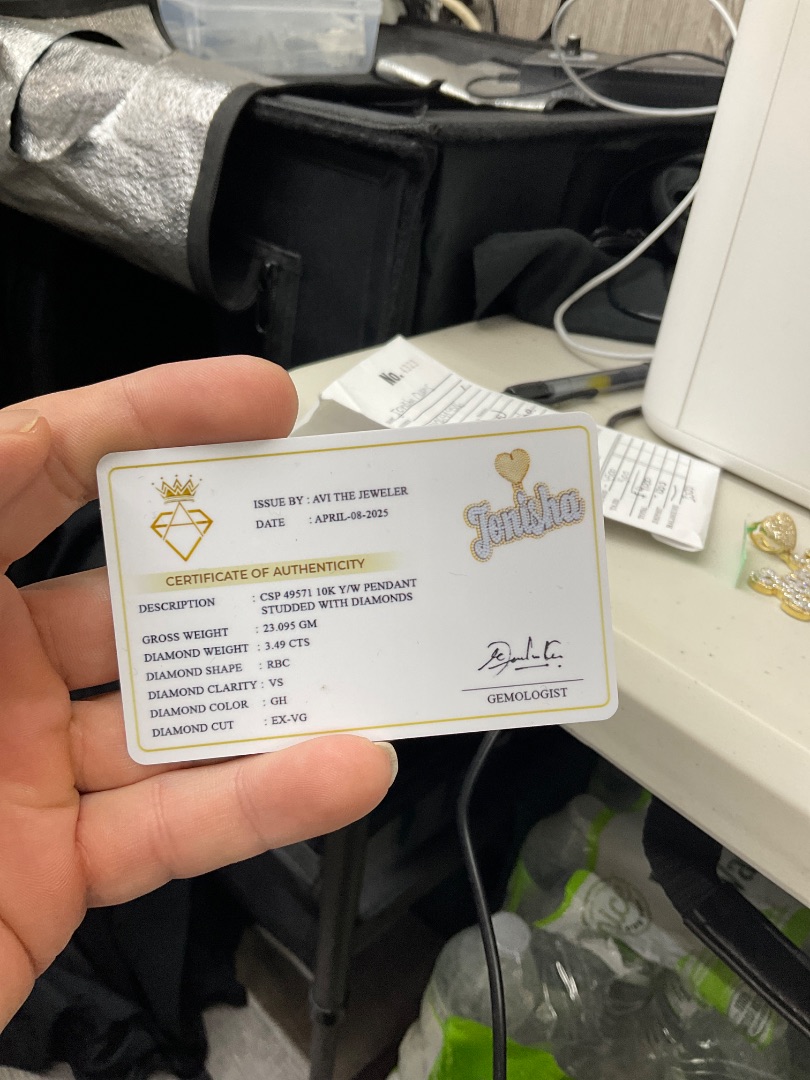 No.
ISSUE BY : AVI THE JEWELER
DATE : APRIL-08-2025
Jonisha
CERTIFICATE OF AUTHENTICITY
DESCRIPTION : CSP 49571 10K Y/W PENDANT
STUDDED WITH DIAMONDS
GROSS WEIGHT : 23.095 GM
DIAMOND WEIGHT : 3.49 CTS
DIAMOND SHAPE : RBC
DIAMOND CLARITY : VS
DIAMOND COLOR : GH
DIAMOND CUT : EX-VG
GEMOLOGIST